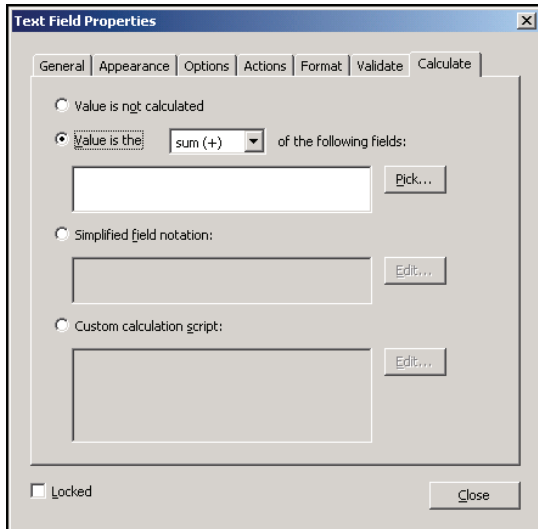 Text Field Properties
General Appearance Options Actions Format Validate Calculate
Value is not calculated
Value is the sum (+) of the following fields:
Pick...
Simplified field notation:
Edit...
Custom calculation script:
Edit...
Locked
Close